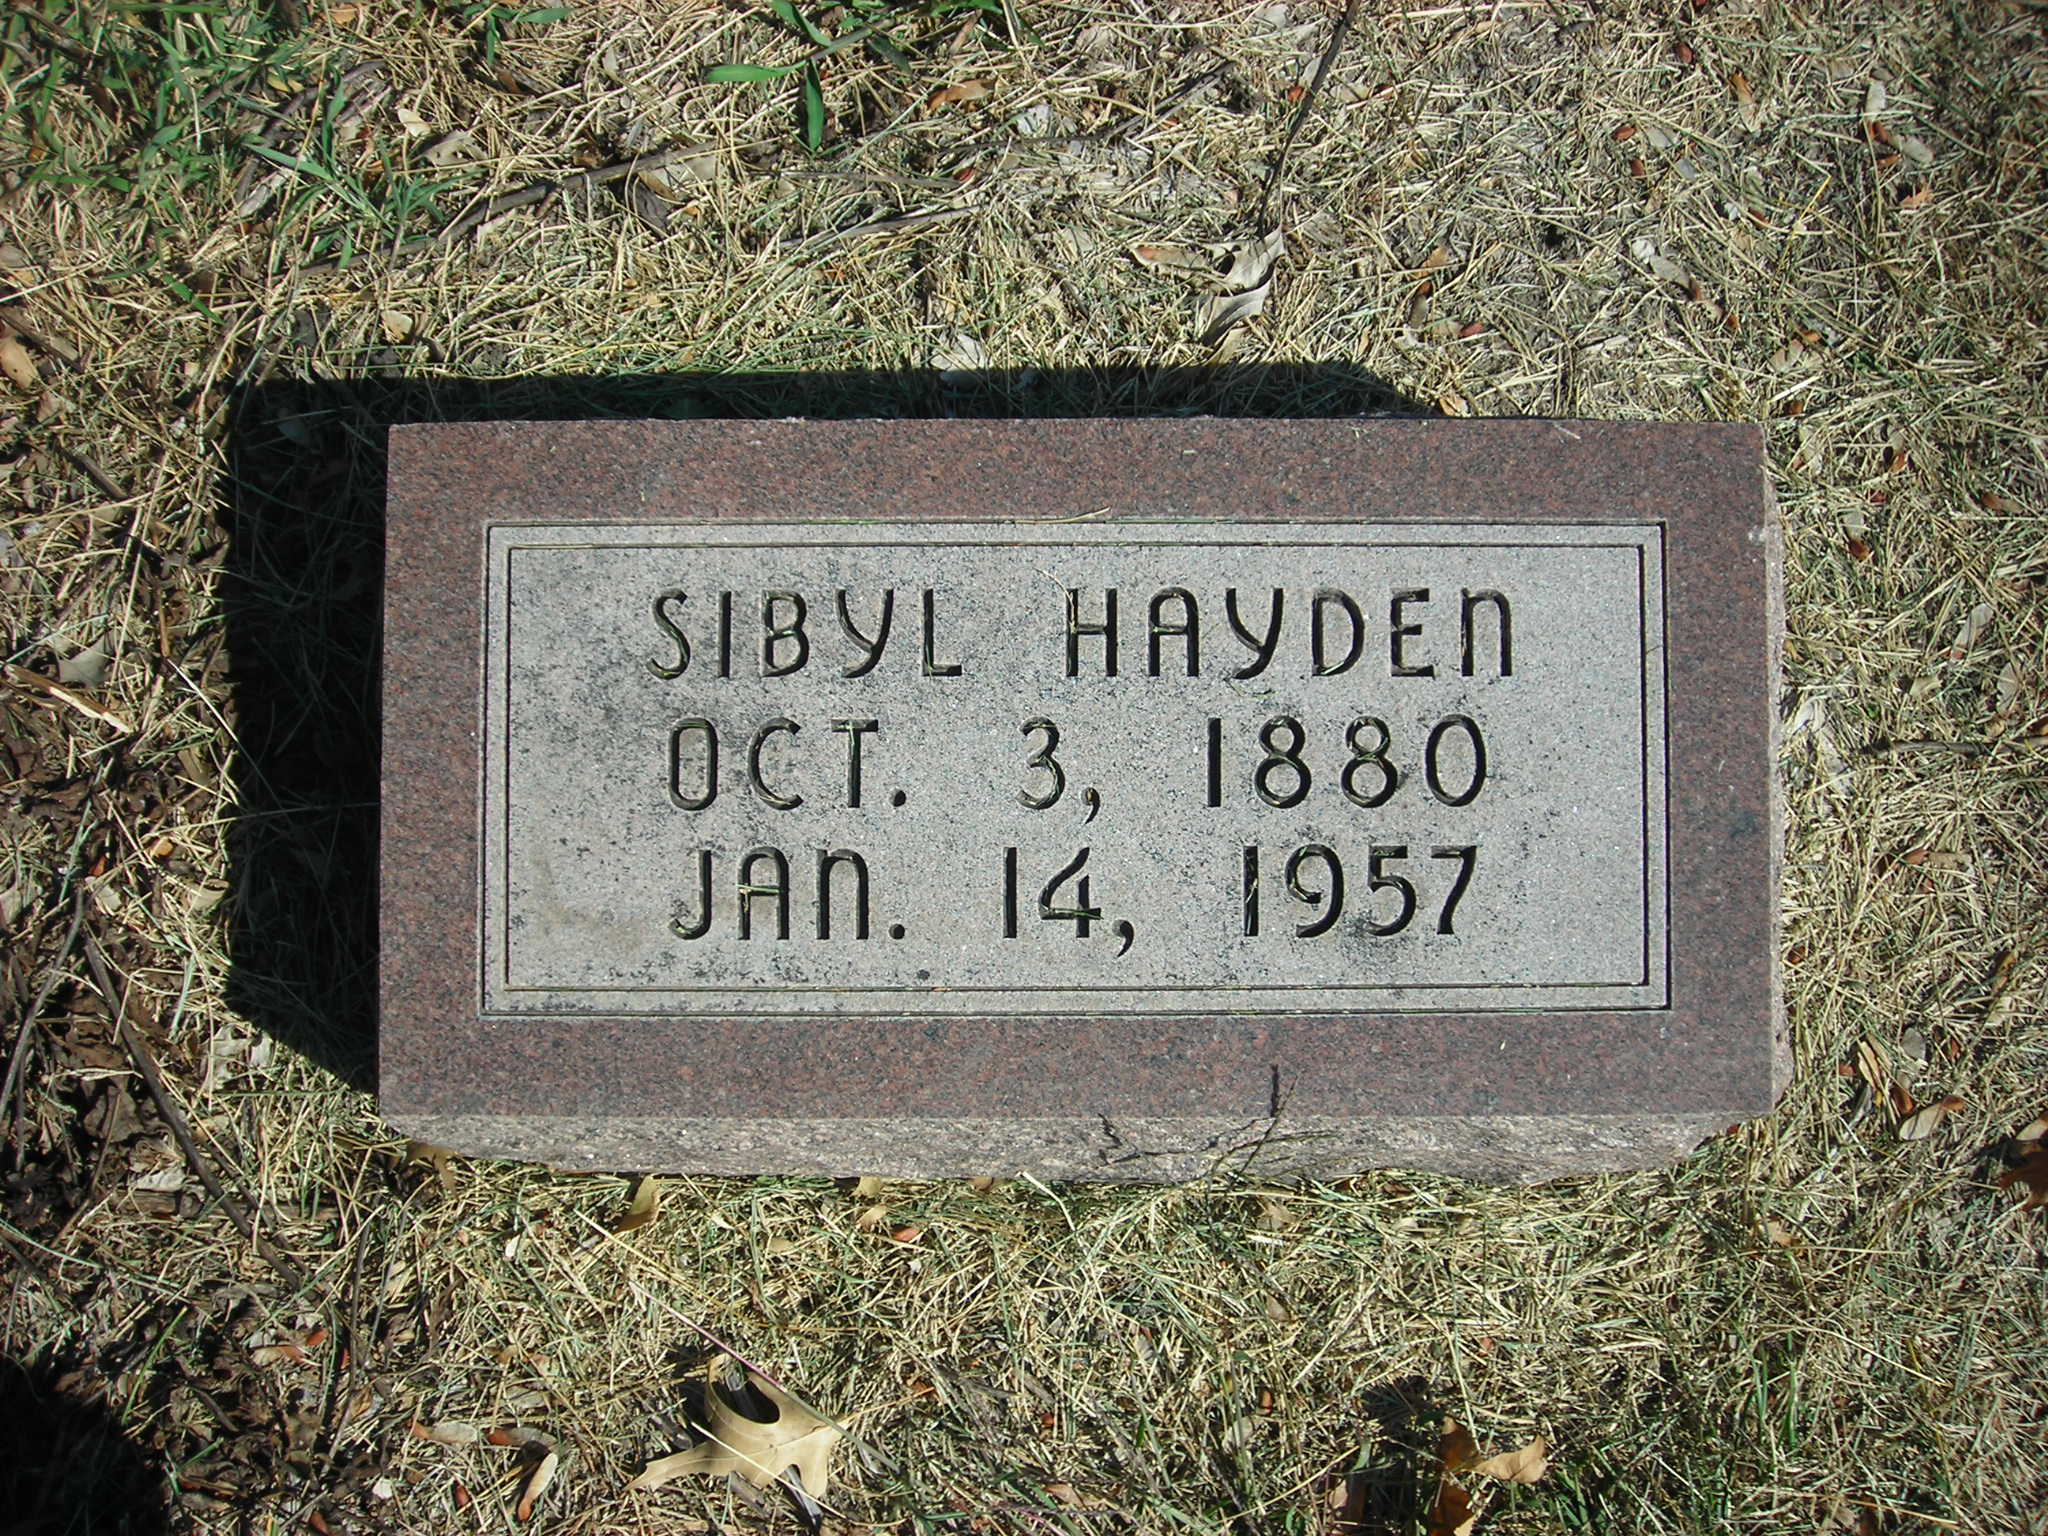 SIBYL HAYDEN
OCT. 3, 1880
JAN. 14, 1957